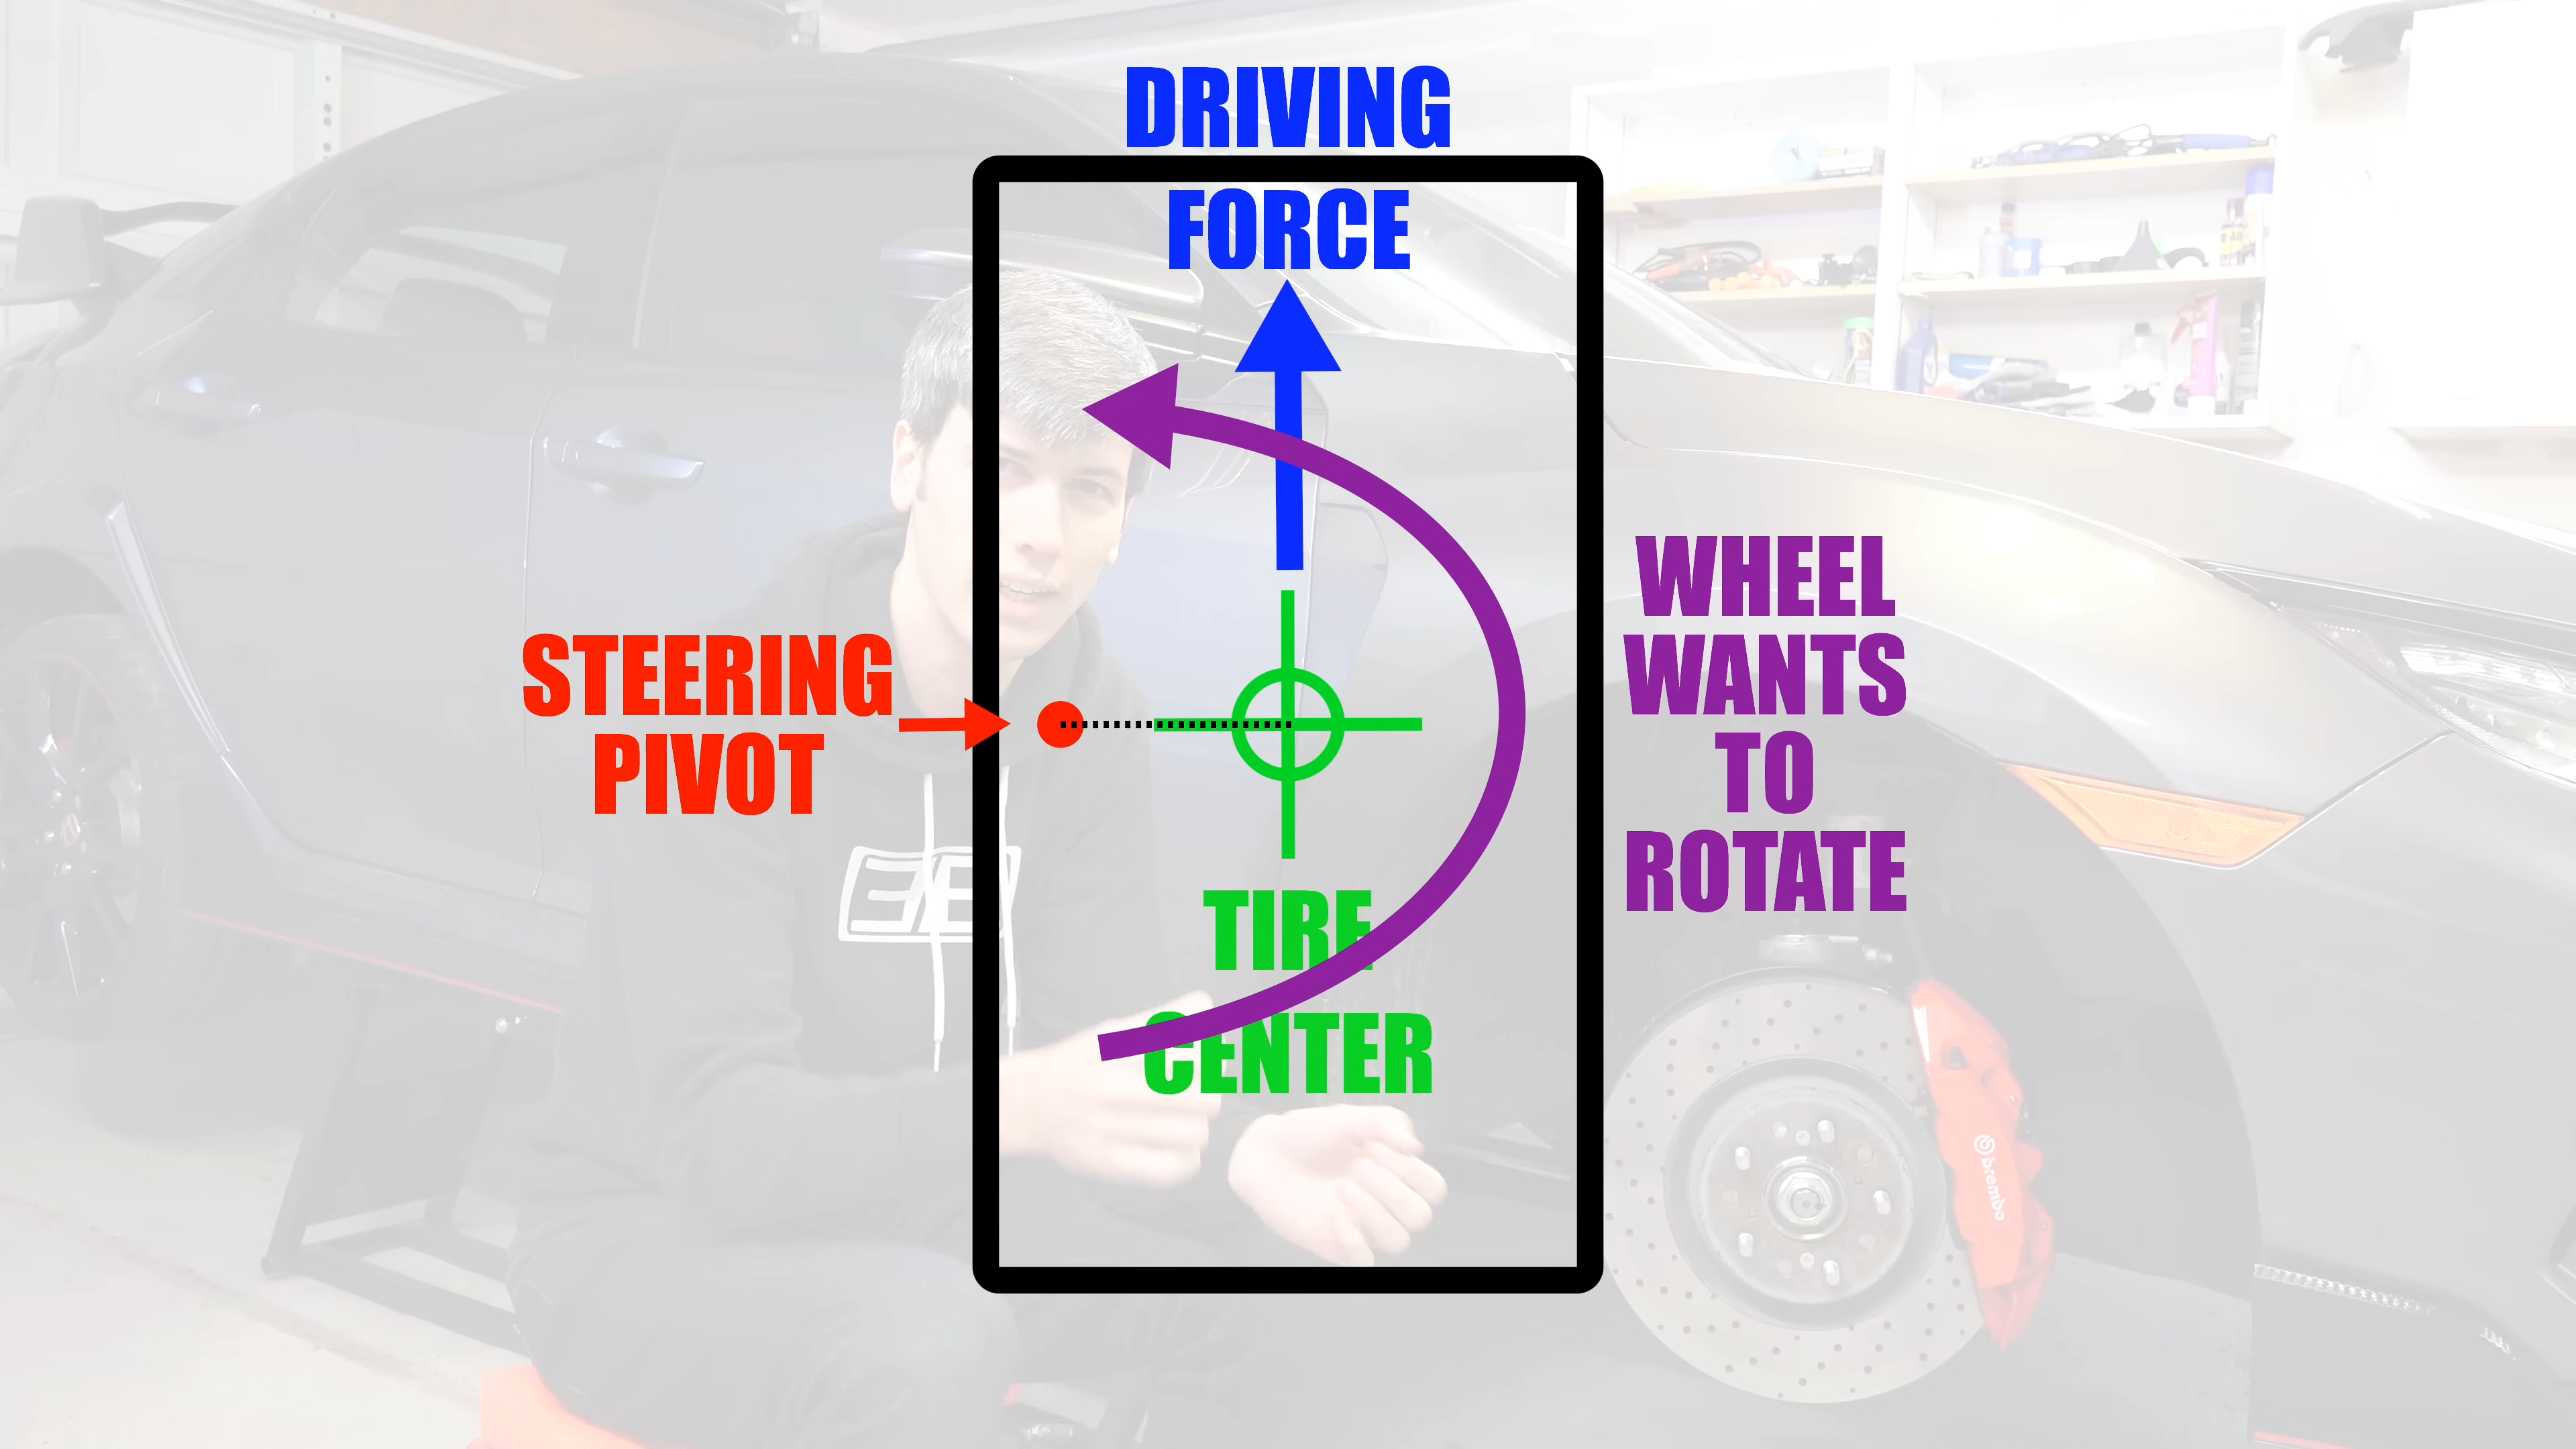 DRIVING
FORCE
STEERING
PIVOT
WHEEL
WANTS
TO
ROTATE
TIRE
CENTER
brembo